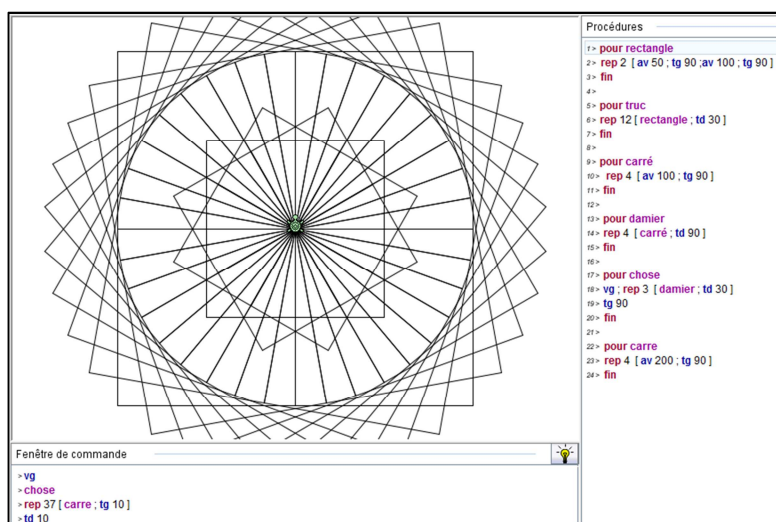 Procédures
1> pour rectangle
2> rep 2 [ av 50 ; tg 90 ;av 100 ; tg 90 ]
3> fin
4>
5> pour truc
6> rep 12 [ rectangle ; td 30 ]
7> fin
8>
9> pour carré
10> rep 4 [ av 100 ; tg 90 ]
11> fin
12>
13> pour damier
14> rep 4 [ carré ; td 90 ]
15> fin
16>
17> pour chose
18> vg ; rep 3 [ damier ; td 30 ]
19> tg 90
20> fin
21>
22> pour carre
23> rep 4 [ av 200 ; tg 90 ]
24> fin
Fenêtre de commande
> vg
> chose
> rep 37 [ carre ; tg 10 ]
> td 10